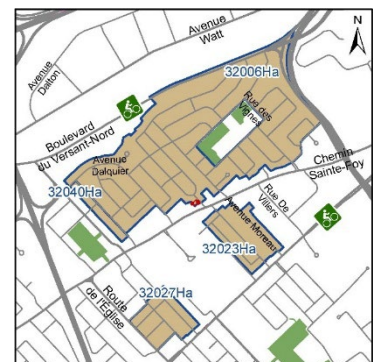 N
Avenue
Watt
Avenue
Dalton
32006Ha
Rue des
Vignes
Boulevard
du Versant-Nord
Avenue
Dalquier
Chemin
Sainte-Foy
32040Ha
Rue De
Villers
Avenue Moreau
32023Ha
32027Ha
Route
de l'Église